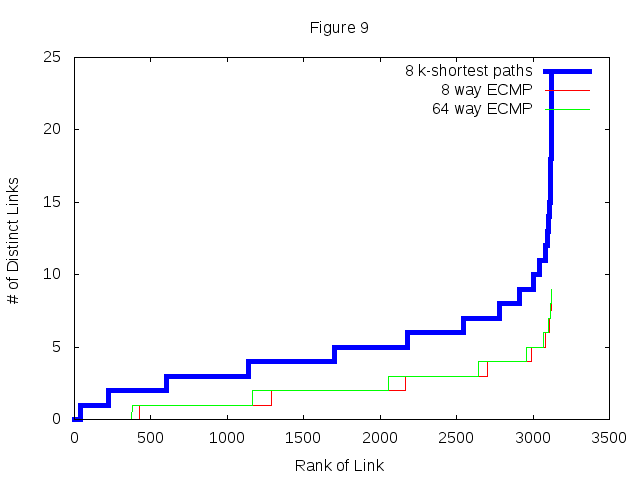 Figure 9
# of Distinct Links
25
20
15
10
5
0
8 k-shortest paths
8 way ECMP
64 way ECMP
0 500 1000 1500 2000 2500 3000 3500
Rank of Link